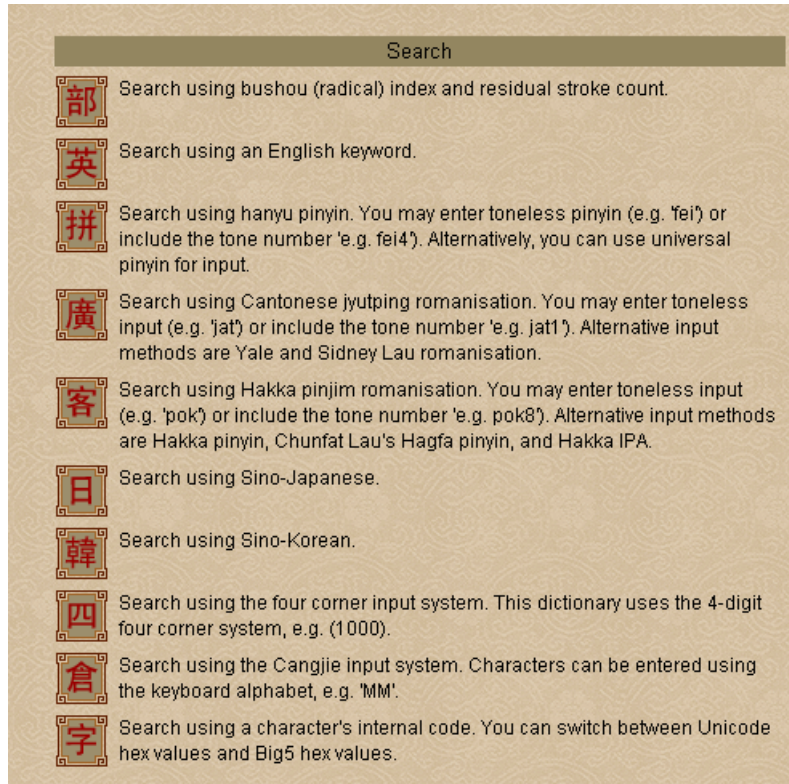 Search
部 Search using bushou (radical) index and residual stroke count.
英 Search using an English keyword.
拼 Search using hanyu pinyin. You may enter toneless pinyin (e.g. 'fei') or
include the tone number 'e.g. fei4'). Alternatively, you can use universal
pinyin for input.
廣 Search using Cantonese jyutping romanisation. You may enter toneless
input (e.g. 'jat') or include the tone number 'e.g. jat1'). Alternative input
methods are Yale and Sidney Lau romanisation.
客 Search using Hakka pinjim romanisation. You may enter toneless input
(e.g. 'pok') or include the tone number 'e.g. pok8'). Alternative input methods
are Hakka pinyin, Chunfat Lau's Hagfa pinyin, and Hakka IPA.
日 Search using Sino-Japanese.
韓 Search using Sino-Korean.
四 Search using the four corner input system. This dictionary uses the 4-digit
four corner system, e.g. (1000).
倉 Search using the Cangjie input system. Characters can be entered using
the keyboard alphabet, e.g. 'MM'.
字 Search using a character's internal code. You can switch between Unicode
hex values and Big5 hex values.